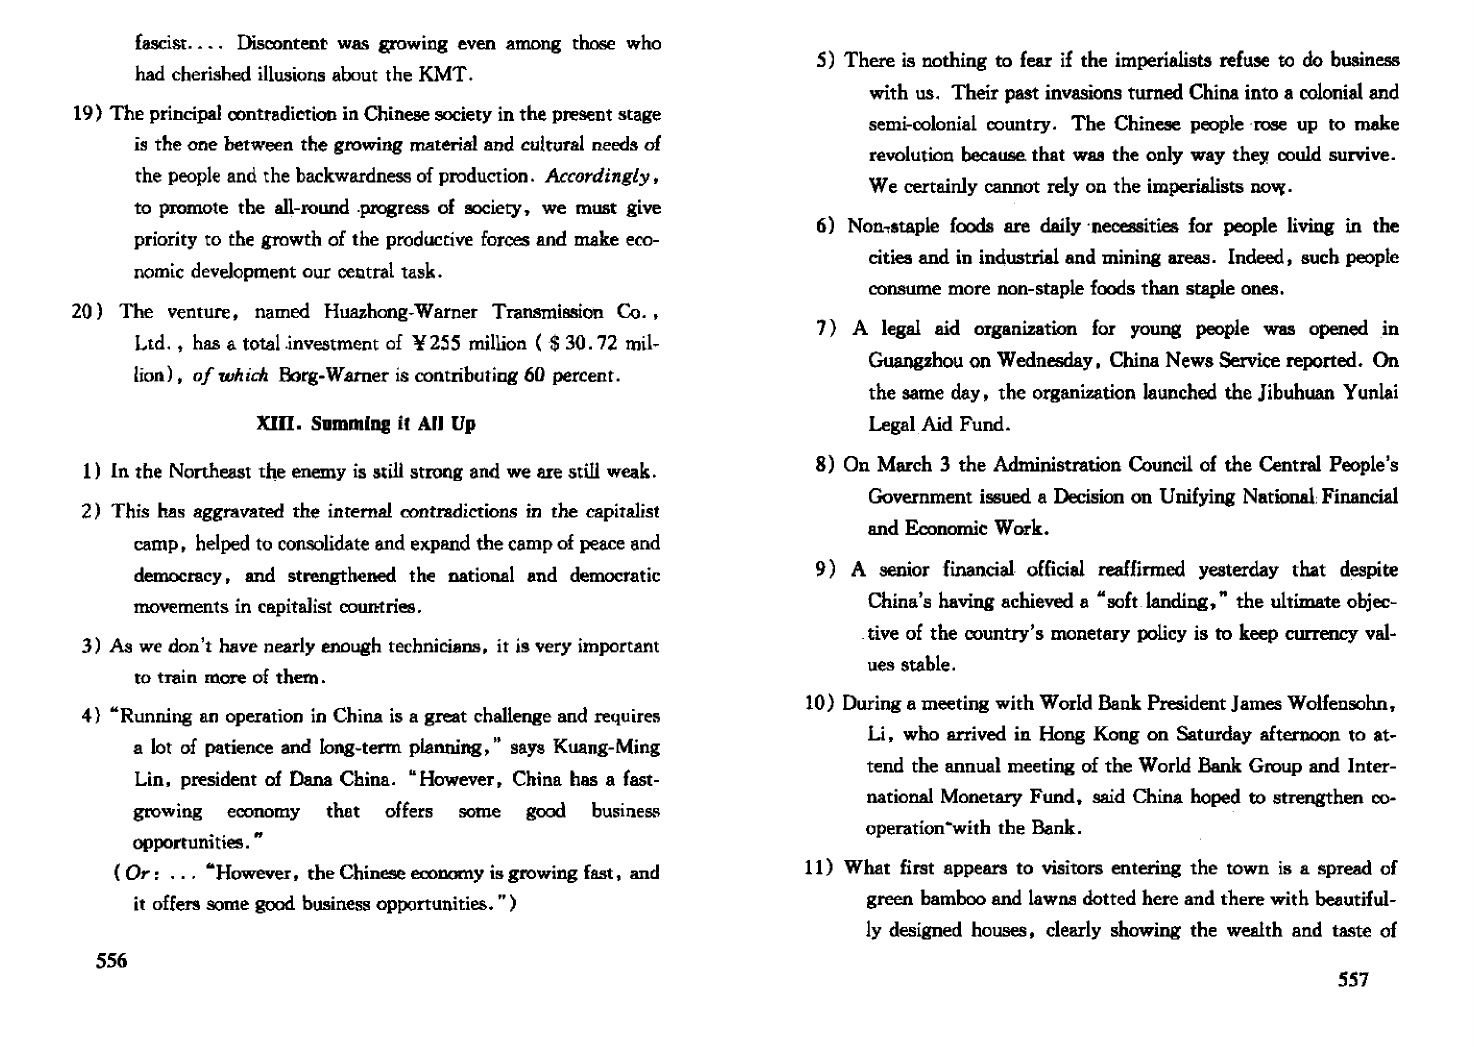 fascist.... Discontent was growing even among those who
had cherished illusions about the KMT.
19) The principal contradiction in Chinese society in the present stage
is the one between the growing material and cultural needs of
the people and the backwardness of production. Accordingly,
to promote the all-round progress of society, we must give
priority to the growth of the productive forces and make eco-
nomic development our central task.
20) The venture, named Huazhong-Warner Transmission Co.,
Ltd., has a total investment of ¥255 million ($30.72 mil-
lion), of which Borg-Warner is contributing 60 percent.
XIII. Summing it All Up
1) In the Northeast the enemy is still strong and we are still weak.
2) This has aggravated the internal contradictions in the capitalist
camp, helped to consolidate and expand the camp of peace and
democracy, and strengthened the national and democratic
movements in capitalist countries.
3) As we don't have nearly enough technicians, it is very important
to train more of them.
4) "Running an operation in China is a great challenge and requires
a lot of patience and long-term planning," says Kuang-Ming
Lin, president of Dana China. "However, China has a fast-
growing economy that offers some good business
opportunities."
(Or: ... "However, the Chinese economy is growing fast, and
it offers some good business opportunities.")
556
5) There is nothing to fear if the imperialists refuse to do business
with us. Their past invasions turned China into a colonial and
semi-colonial country. The Chinese people rose up to make
revolution because that was the only way they could survive.
We certainly cannot rely on the imperialists now.
6) Non-staple foods are daily necessities for people living in the
cities and in industrial and mining areas. Indeed, such people
consume more non-staple foods than staple ones.
7) A legal aid organization for young people was opened in
Guangzhou on Wednesday, China News Service reported. On
the same day, the organization launched the Jibuhuan Yunlai
Legal Aid Fund.
8) On March 3 the Administration Council of the Central People's
Government issued a Decision on Unifying National Financial
and Economic Work.
9) A senior financial official reaffirmed yesterday that despite
China's having achieved a "soft landing," the ultimate objec-
tive of the country's monetary policy is to keep currency val-
ues stable.
10) During a meeting with World Bank President James Wolfensohn,
Li, who arrived in Hong Kong on Saturday afternoon to at-
tend the annual meeting of the World Bank Group and Inter-
national Monetary Fund, said China hoped to strengthen co-
operation with the Bank.
11) What first appears to visitors entering the town is a spread of
green bamboo and lawns dotted here and there with beautiful-
ly designed houses, clearly showing the wealth and taste of
557